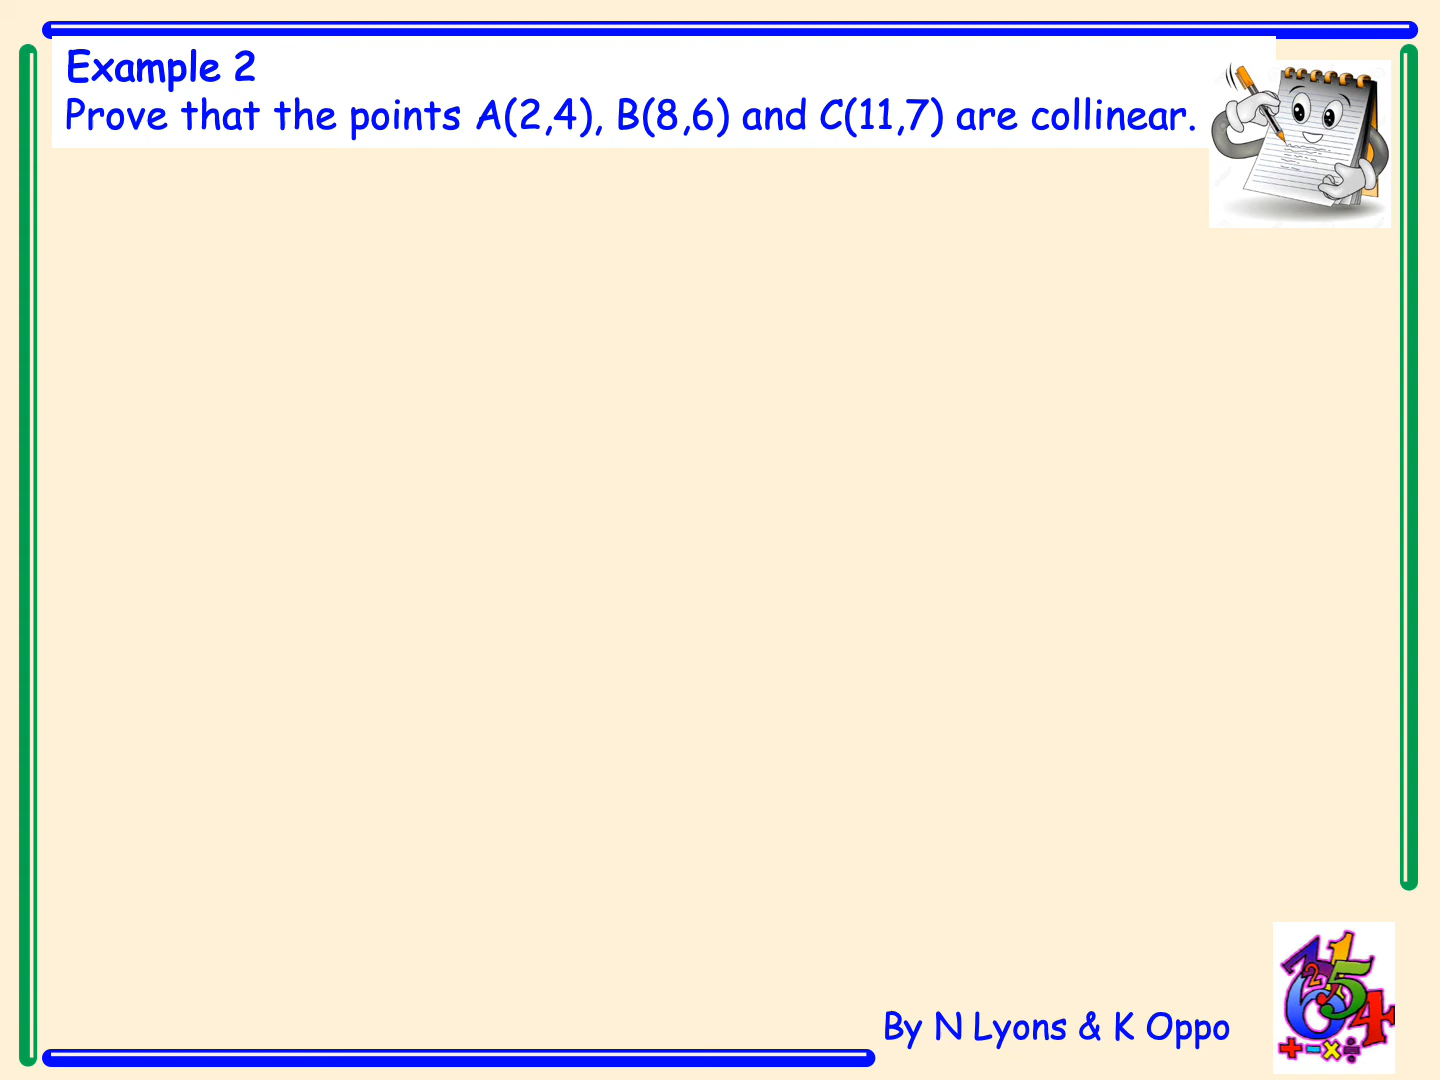 Example 2
Prove that the points A(2,4), B(8,6) and C(11,7) are collinear.
By N Lyons & K Oppo